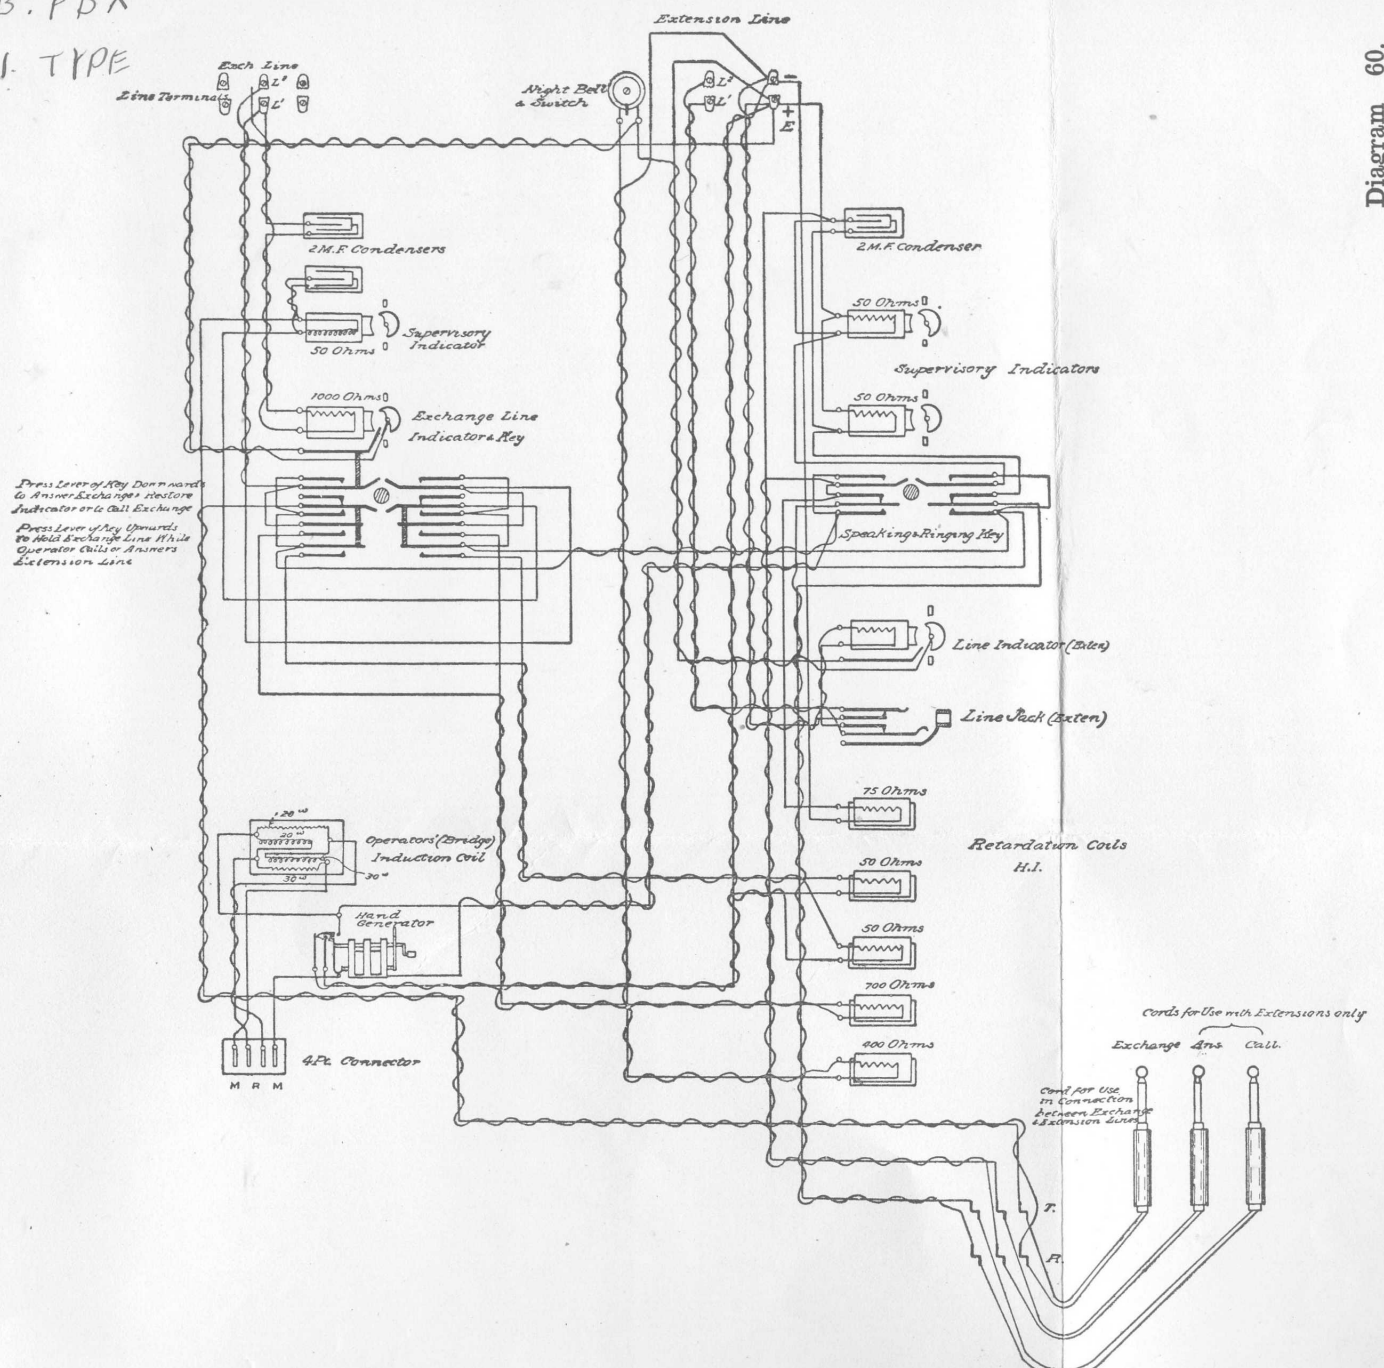 B. PBX
1. TYPE
Diagram 60.
Extension Line
Exch Line
L²
L'
Line Terminals
Night Bell
& Switch
L²
L'
−
+
E
2 M.F. Condensers
2 M.F. Condenser
50 Ohms
Supervisory
Indicator
50 Ohms
Supervisory Indicators
50 Ohms
1000 Ohms
Exchange Line
Indicator & Key
Press Lever of Key Downwards
to Answer Exchange & Restore
Indicator or to Call Exchange
Press Lever of Key Upwards
to Hold Exchange Line While
Operator Calls or Answers
Extension Line
Speaking & Ringing Key
Line Indicator (Exten)
Line Jack (Exten)
75 Ohms
Retardation Coils
H.I.
50 Ohms
50 Ohms
700 Ohms
400 Ohms
20 ω
20 ω
30 ω
30 ω
Operators' (Bridge)
Induction Coil
Hand
Generator
4 Pt. Connector
M R M
Cords for Use with Extensions only
Exchange Ans. Call.
Cord for Use
in Connection
between Exchange
& Extension Lines
T.
R.